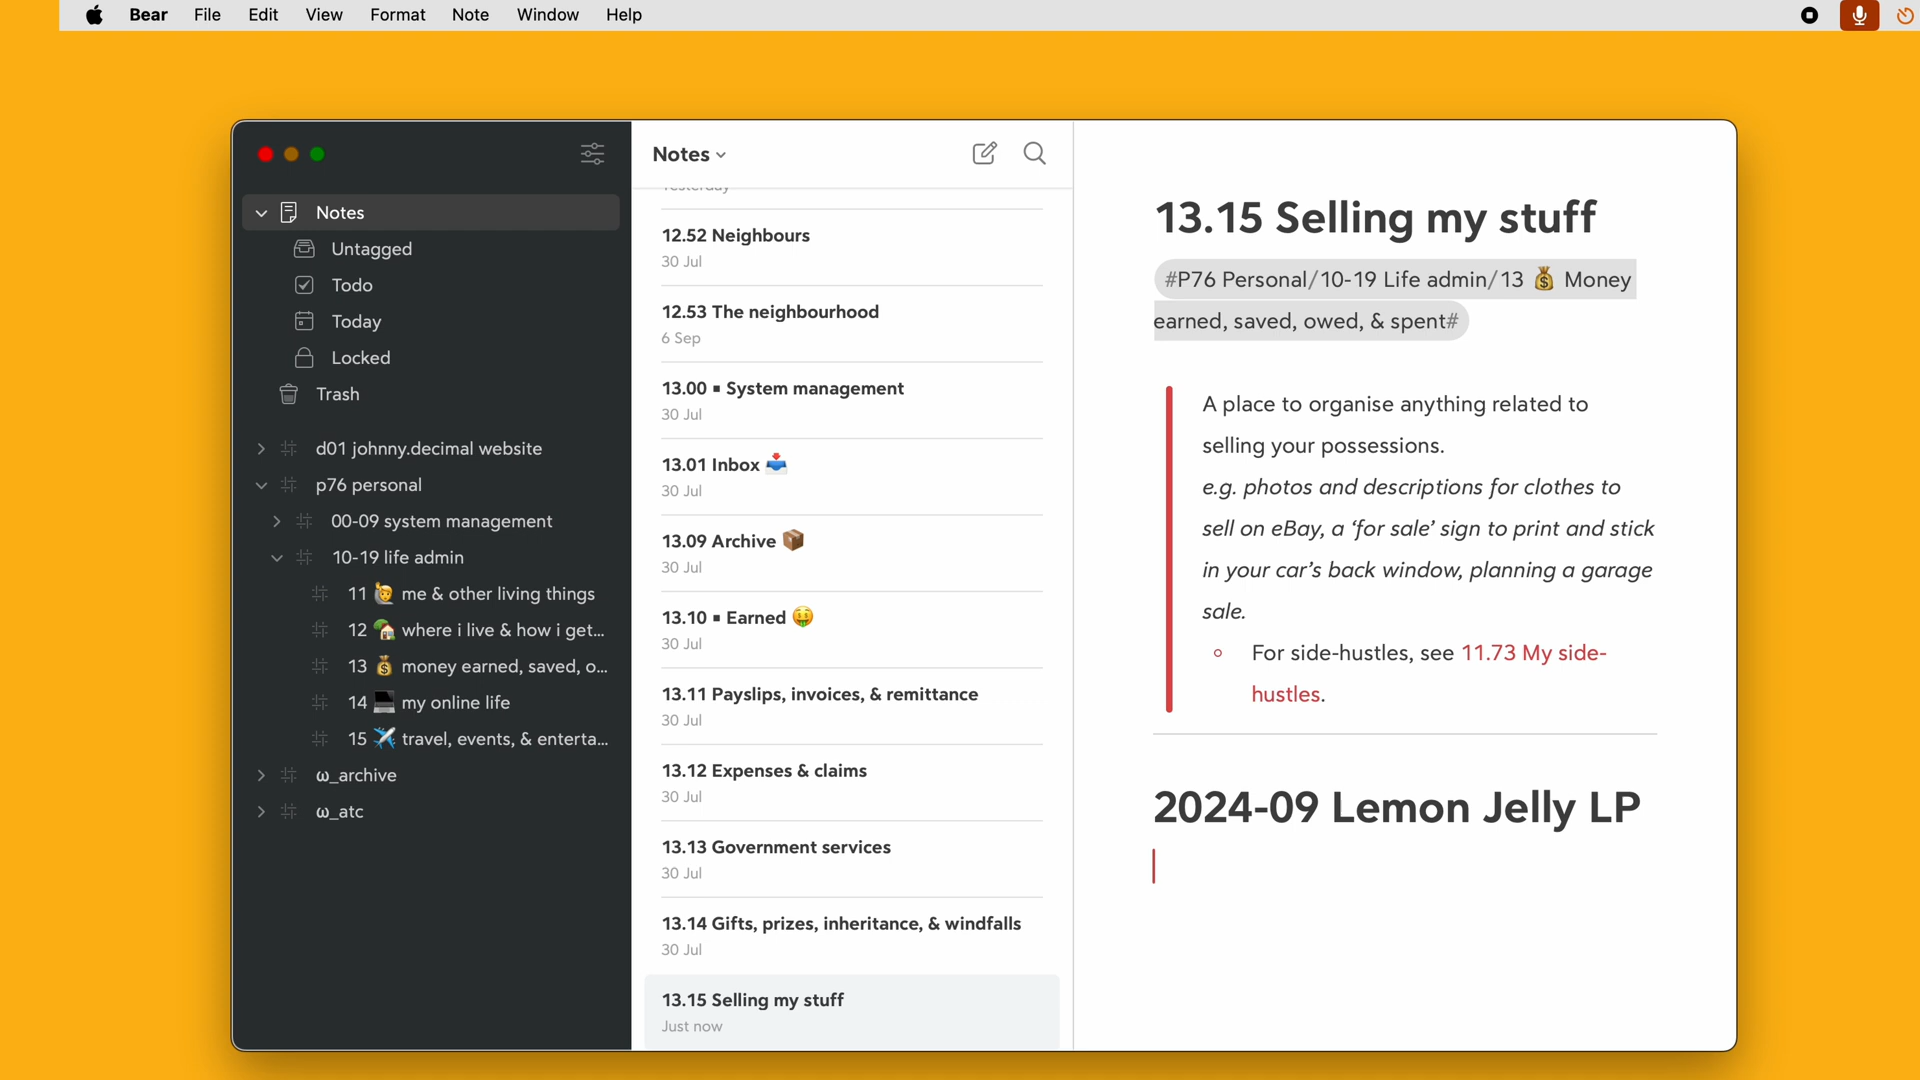 Bear File Edit View Format Note Window Help
Notes
Untagged
Todo
Today
Locked
Trash
d01 johnny.decimal website
p76 personal
00-09 system management
10-19 life admin
11 🙋 me & other living things
12 🏡 where i live & how i get...
13 💰 money earned, saved, o...
14 💻 my online life
15 ✈️ travel, events, & enterta...
ω_archive
ω_atc
Notes
Yesterday
12.52 Neighbours
30 Jul
12.53 The neighbourhood
6 Sep
13.00 ▪ System management
30 Jul
13.01 Inbox 📥
30 Jul
13.09 Archive 📦
30 Jul
13.10 ▪ Earned 🤑
30 Jul
13.11 Payslips, invoices, & remittance
30 Jul
13.12 Expenses & claims
30 Jul
13.13 Government services
30 Jul
13.14 Gifts, prizes, inheritance, & windfalls
30 Jul
13.15 Selling my stuff
Just now
13.15 Selling my stuff
#P76 Personal/10-19 Life admin/13 💰 Money
earned, saved, owed, & spent#
A place to organise anything related to
selling your possessions.
e.g. photos and descriptions for clothes to
sell on eBay, a ‘for sale’ sign to print and stick
in your car’s back window, planning a garage
sale.
For side-hustles, see 11.73 My side-
hustles.
2024-09 Lemon Jelly LP